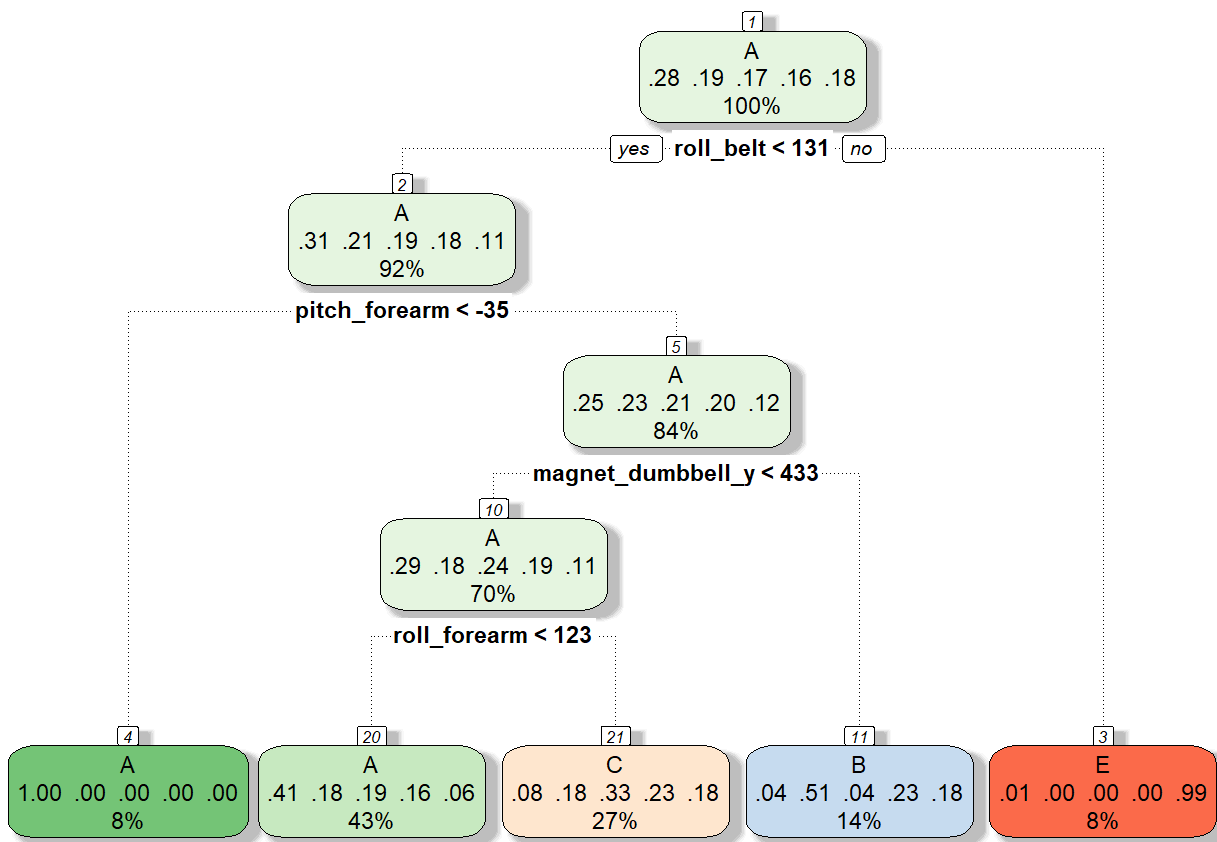 1
A
.28 .19 .17 .16 .18
100%
yes roll_belt < 131 no
2
A
.31 .21 .19 .18 .11
92%
pitch_forearm < -35
5
A
.25 .23 .21 .20 .12
84%
magnet_dumbbell_y < 433
10
A
.29 .18 .24 .19 .11
70%
roll_forearm < 123
4
A
1.00 .00 .00 .00 .00
8%
20
A
.41 .18 .19 .16 .06
43%
21
C
.08 .18 .33 .23 .18
27%
11
B
.04 .51 .04 .23 .18
14%
3
E
.01 .00 .00 .00 .99
8%